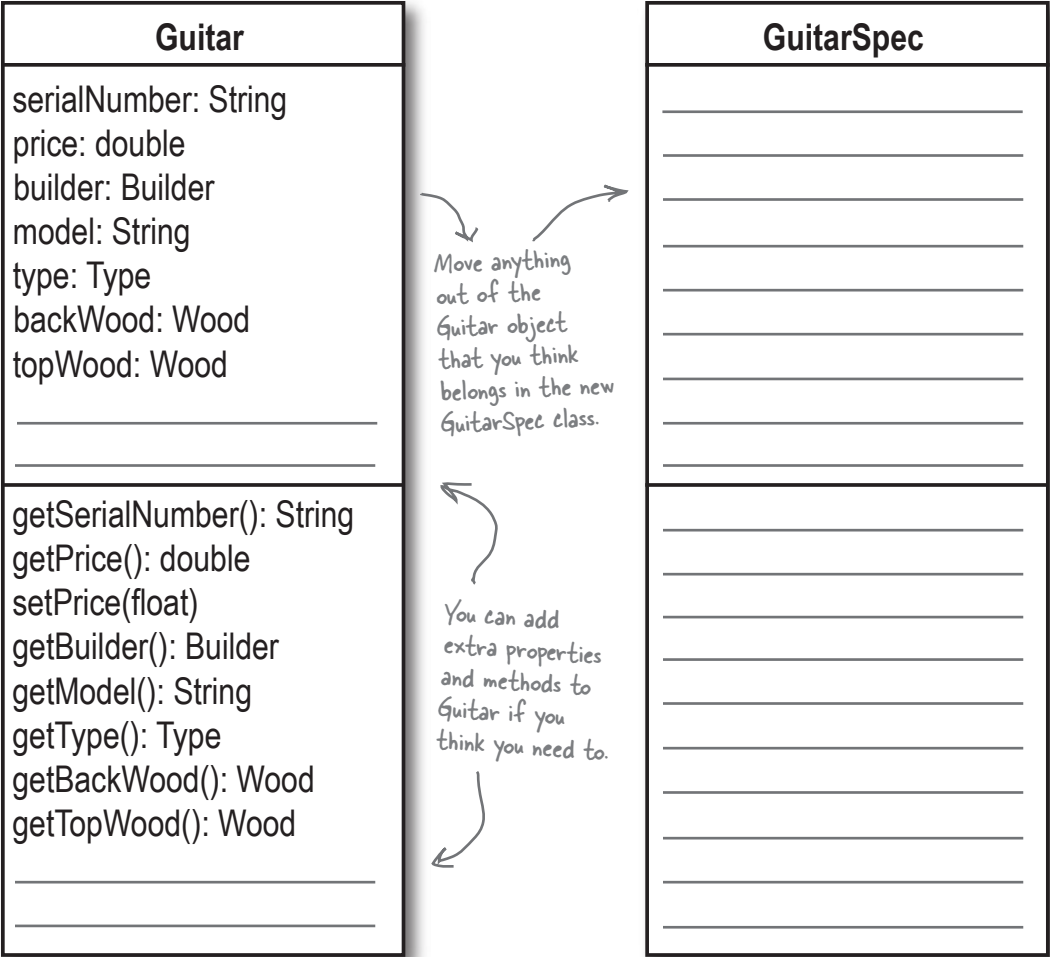 Guitar
serialNumber: String
price: double
builder: Builder
model: String
type: Type
backWood: Wood
topWood: Wood
getSerialNumber(): String
getPrice(): double
setPrice(float)
getBuilder(): Builder
getModel(): String
getType(): Type
getBackWood(): Wood
getTopWood(): Wood
Move anything
out of the
Guitar object
that you think
belongs in the new
GuitarSpec class.
You can add
extra properties
and methods to
Guitar if you
think you need to.
GuitarSpec